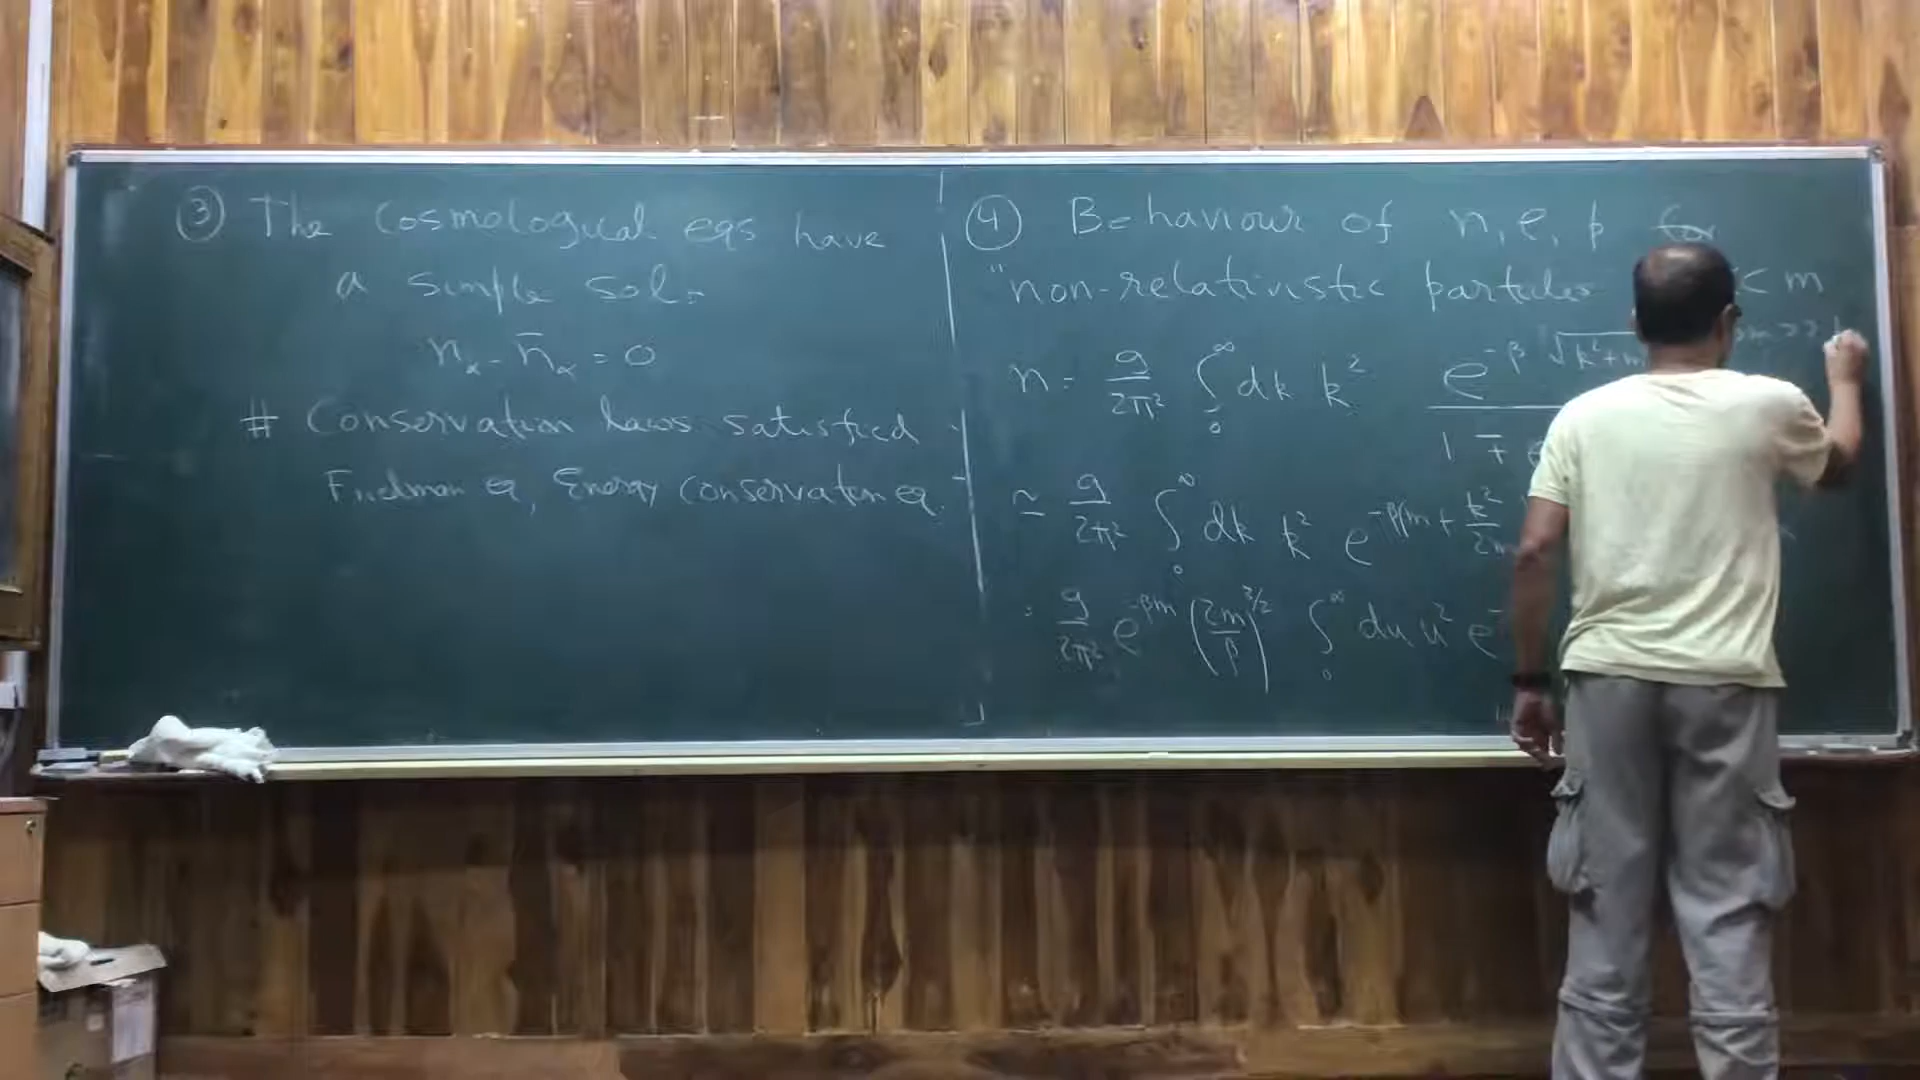 ③ The Cosmological eqs have
a simple sol:
n_α - n̄_α = 0
# Conservation laws satisfied
Friedman eq, Energy conservation eq.
④ Behaviour of n, ρ, p for
"non-relativistic particles < m
βm >> 1
n = g/2π² ∫₀^∞ dk k² e^{-β√(k²+m
1 ∓ e
≃ g/2π² ∫₀^∞ dk k² e^{-β(m + k²/2m
= g/2π² e^{-βm} (2m/β)^{3/2} ∫₀^∞ du u² e^-